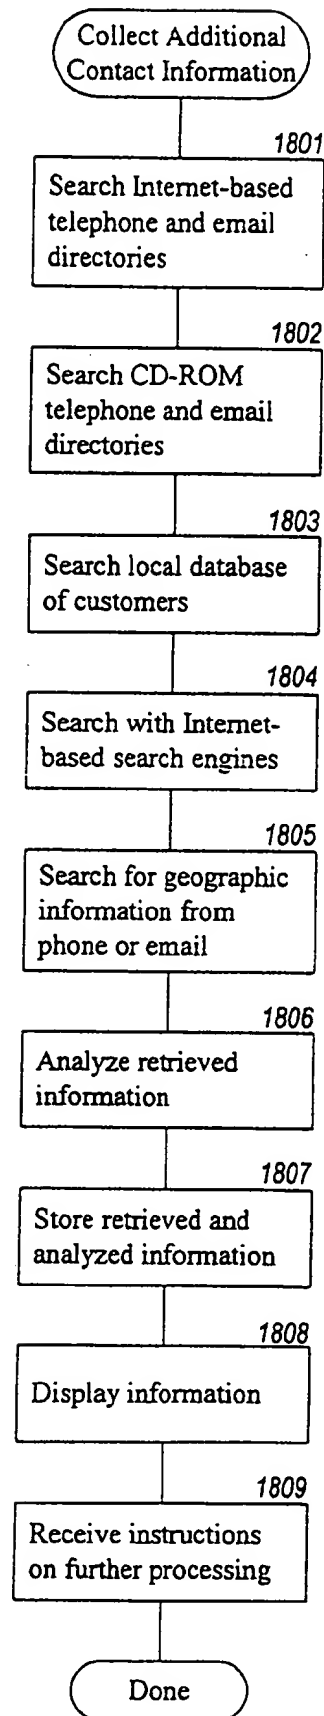 Collect Additional
Contact Information
1801
Search Internet-based
telephone and email
directories
1802
Search CD-ROM
telephone and email
directories
1803
Search local database
of customers
1804
Search with Internet-
based search engines
1805
Search for geographic
information from
phone or email
1806
Analyze retrieved
information
1807
Store retrieved and
analyzed information
1808
Display information
1809
Receive instructions
on further processing
Done